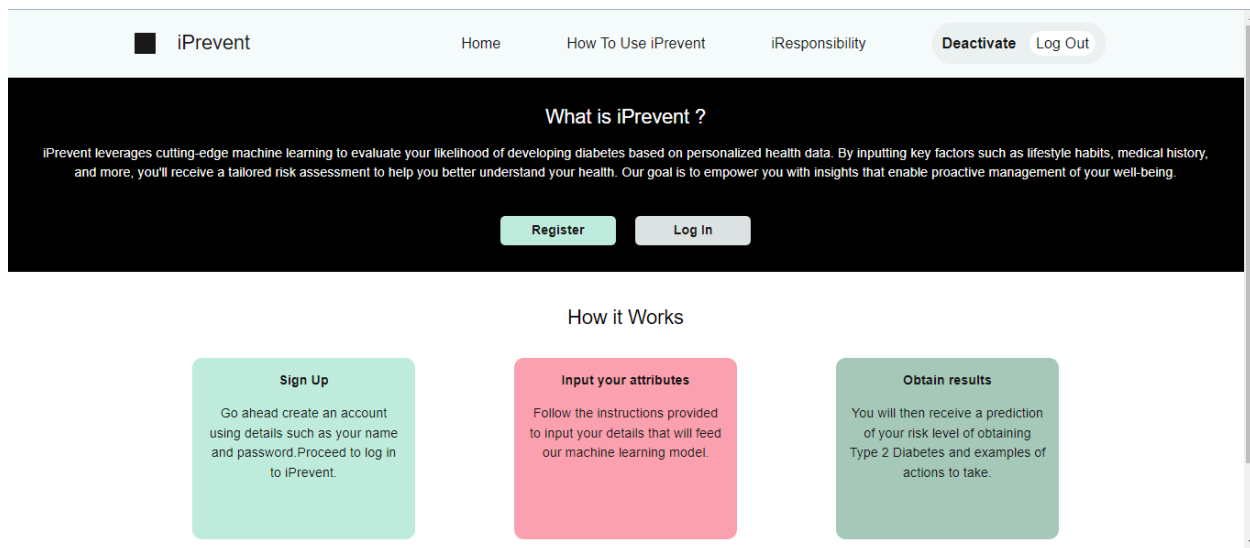 iPrevent Home How To Use iPrevent iResponsibility Deactivate Log Out
What is iPrevent ?
iPrevent leverages cutting-edge machine learning to evaluate your likelihood of developing diabetes based on personalized health data. By inputting key factors such as lifestyle habits, medical history,
and more, you'll receive a tailored risk assessment to help you better understand your health. Our goal is to empower you with insights that enable proactive management of your well-being.
Register Log In
How it Works
Sign Up
Go ahead create an account
using details such as your name
and password.Proceed to log in
to iPrevent.
Input your attributes
Follow the instructions provided
to input your details that will feed
our machine learning model.
Obtain results
You will then receive a prediction
of your risk level of obtaining
Type 2 Diabetes and examples of
actions to take.